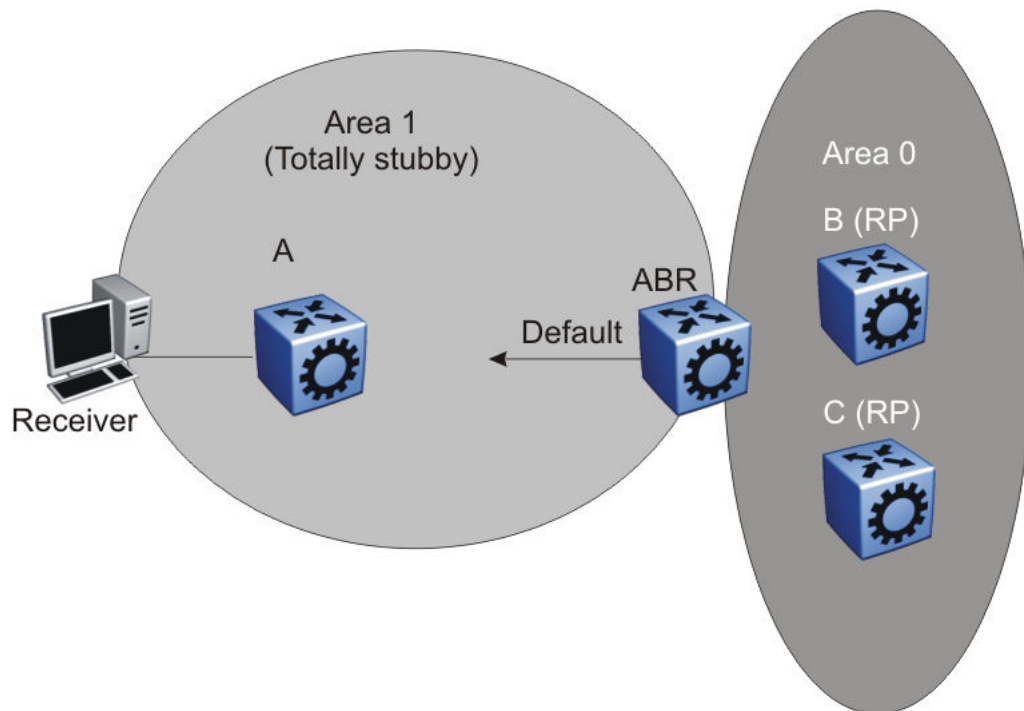 Area 1
(Totally stubby)
A
Receiver
Default
ABR
Area 0
B (RP)
C (RP)